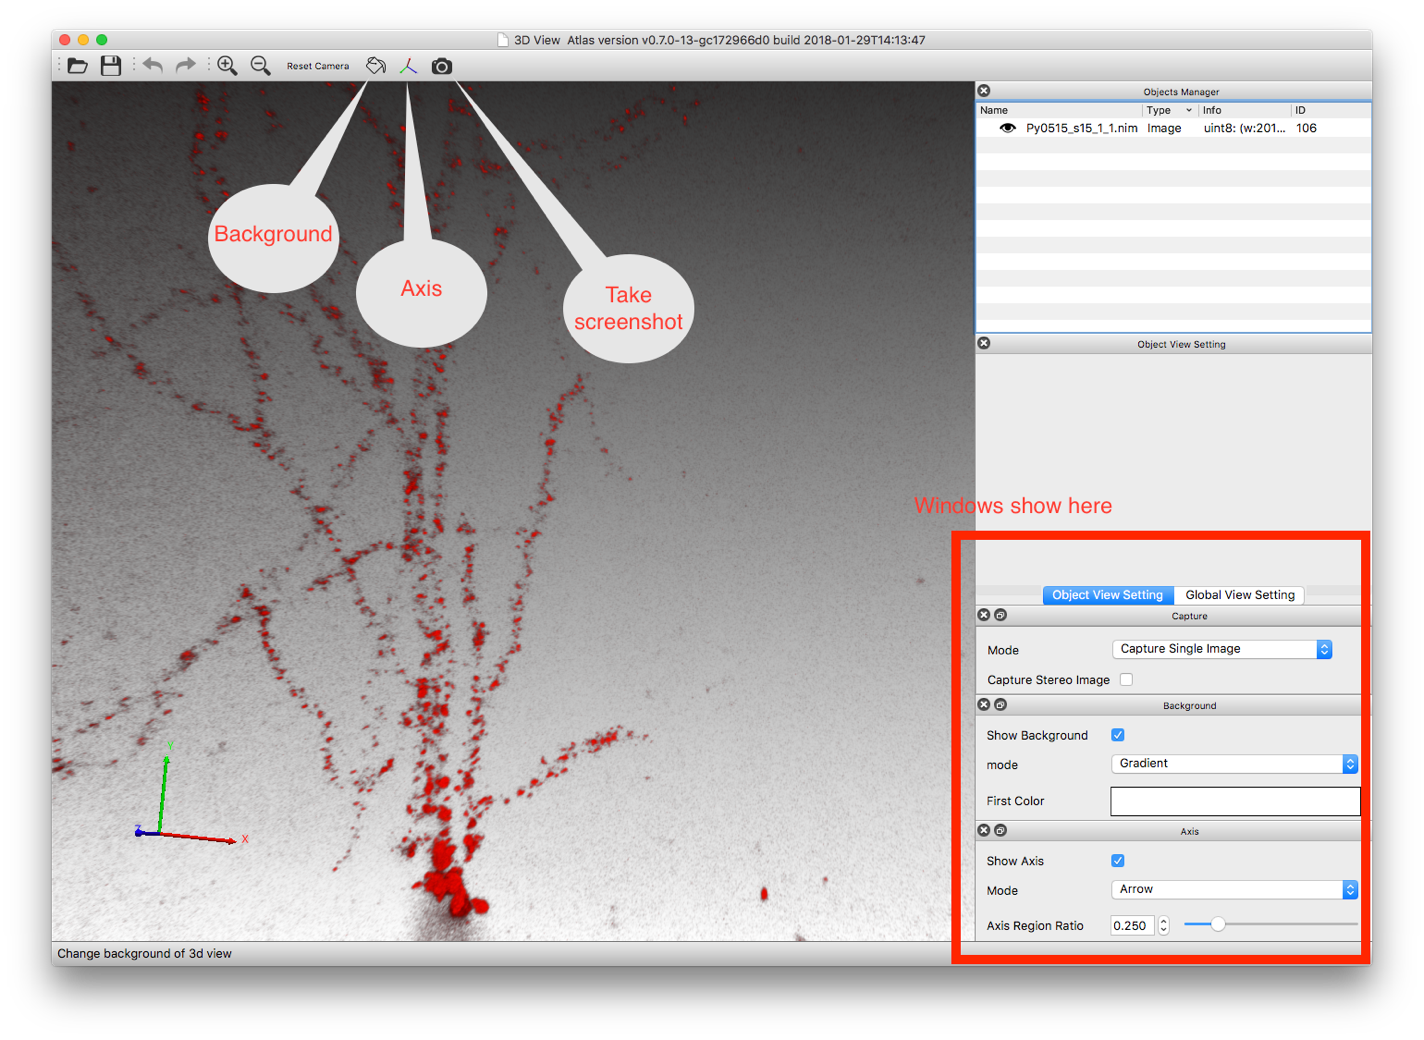 3D View  Atlas version v0.7.0-13-gc172966d0 build 2018-01-29T14:13:47
Reset Camera
Objects Manager
Name Type Info ID
Py0515_s15_1_1.nim Image uint8: (w:201... 106
Background
Axis
Take
screenshot
Object View Setting
Windows show here
Object View Setting Global View Setting
Capture
Mode Capture Single Image
Capture Stereo Image
Background
Show Background
mode Gradient
First Color
Axis
Show Axis
Mode Arrow
Axis Region Ratio 0.250
Y
Z
X
Change background of 3d view